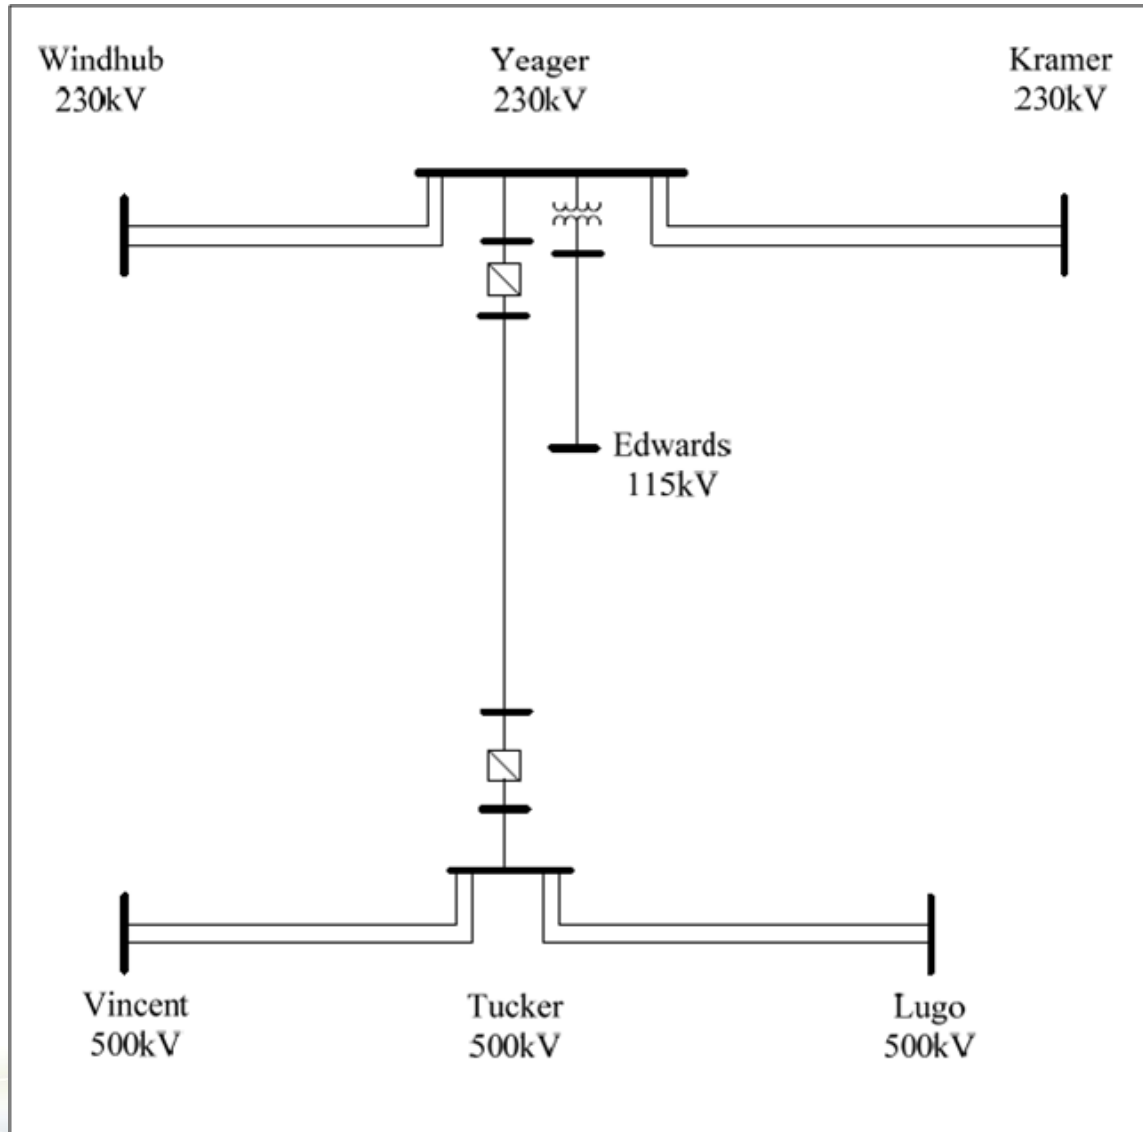 Windhub
230kV
Yeager
230kV
Kramer
230kV
Edwards
115kV
Vincent
500kV
Tucker
500kV
Lugo
500kV